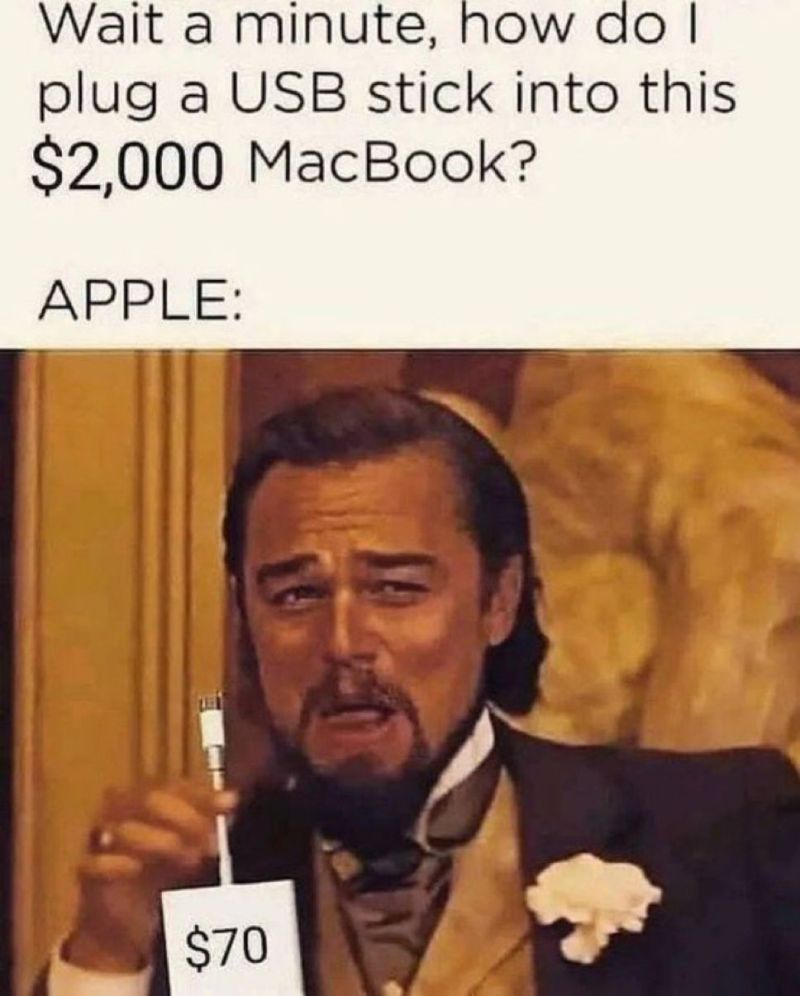 Wait a minute, how do I
plug a USB stick into this
$2,000 MacBook?
APPLE:
$70